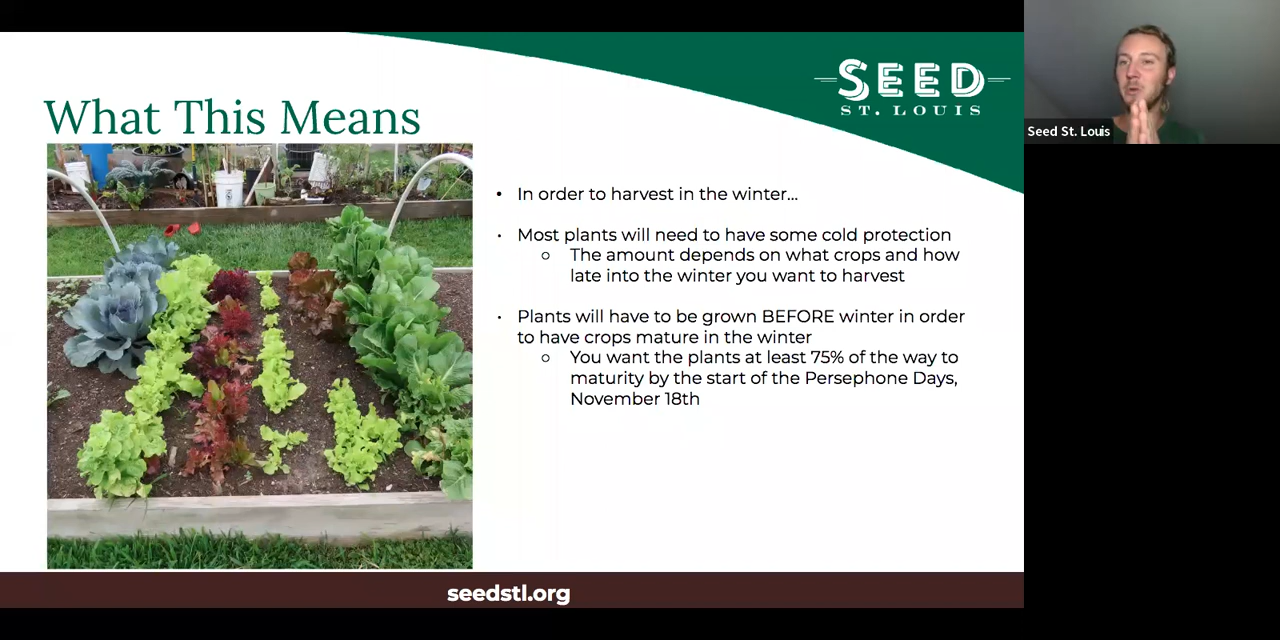 SEED
ST. LOUIS
Seed St. Louis
What This Means
• In order to harvest in the winter...
• Most plants will need to have some cold protection
○ The amount depends on what crops and how
late into the winter you want to harvest
• Plants will have to be grown BEFORE winter in order
to have crops mature in the winter
○ You want the plants at least 75% of the way to
maturity by the start of the Persephone Days,
November 18th
seedstl.org